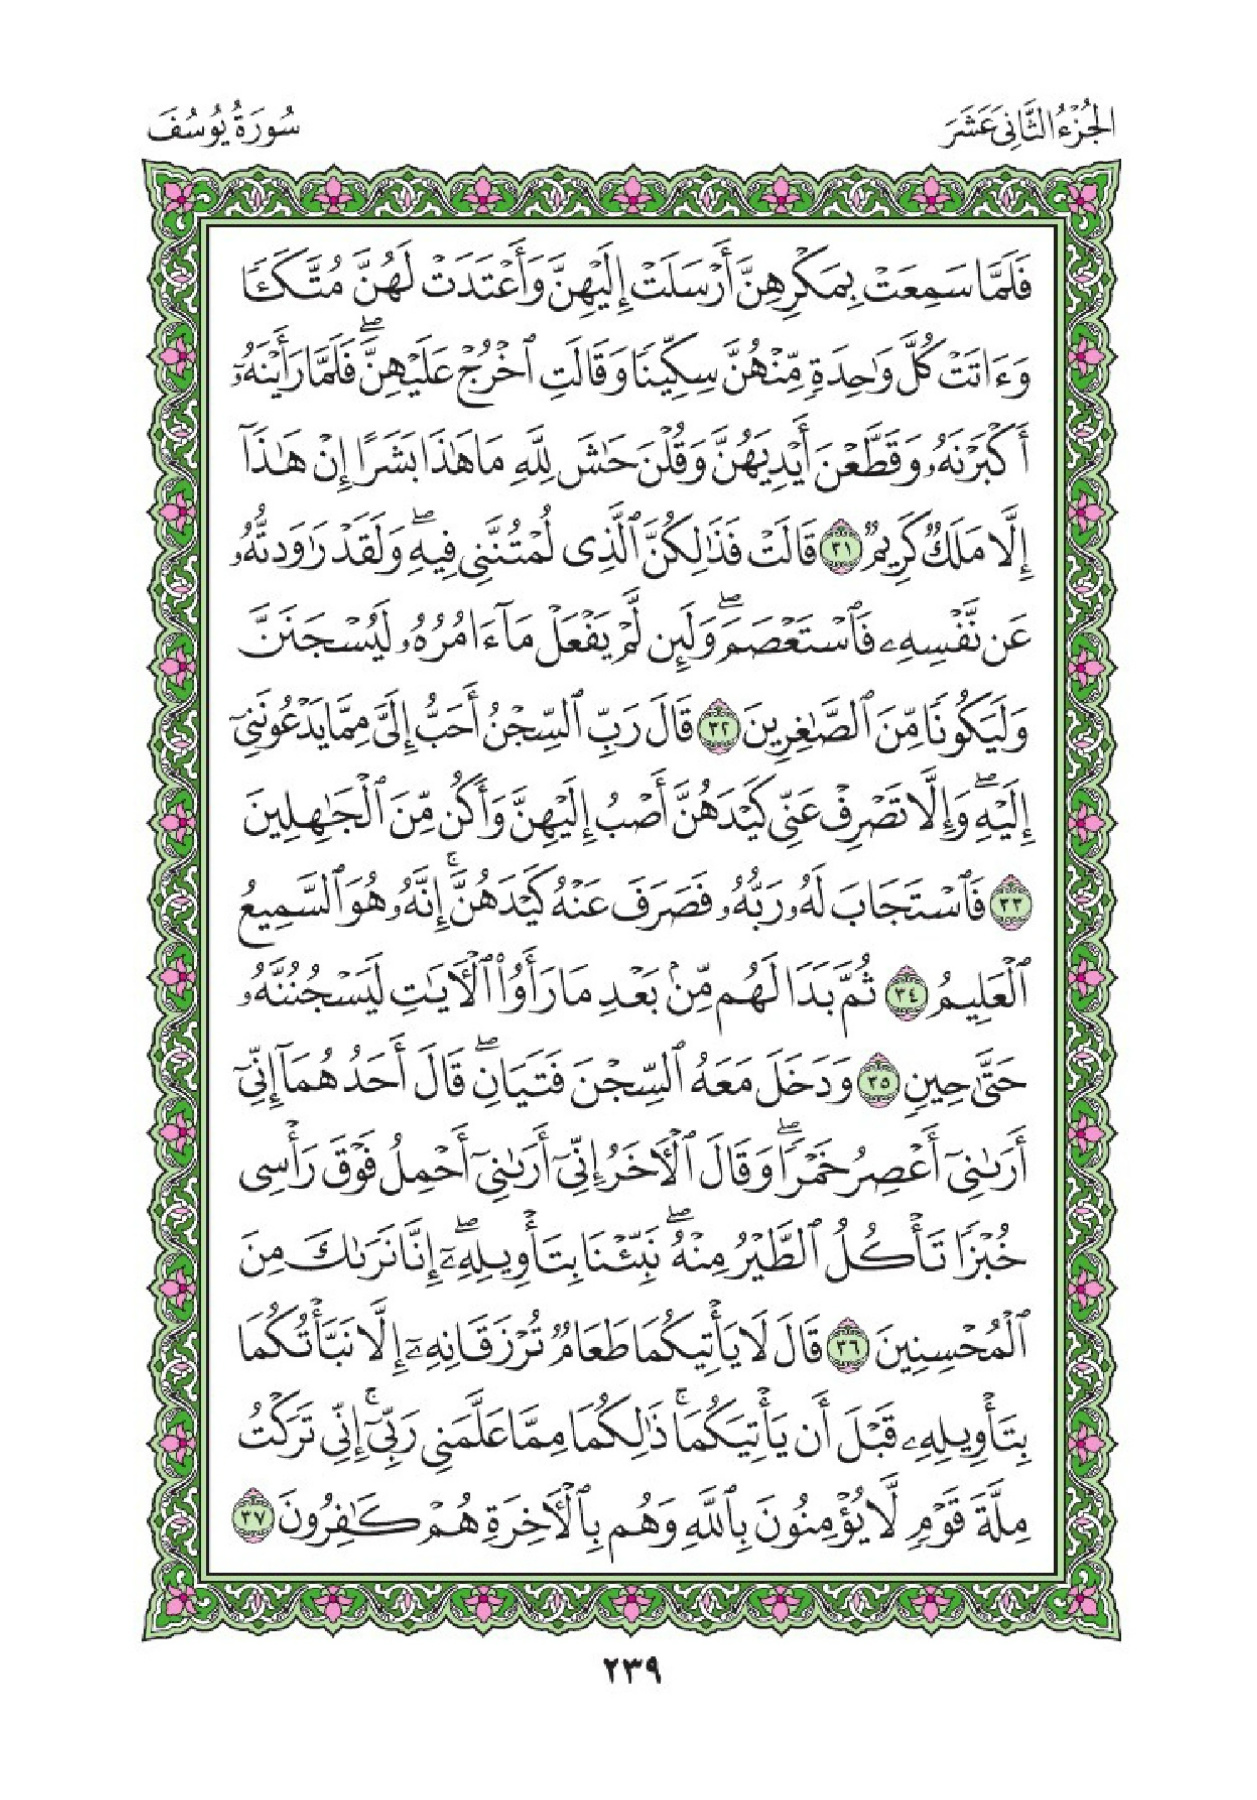 الجُزْءُ الثَّانِي عَشَرَ
سُورَةُ يُوسُفَ
فَلَمَّا سَمِعَتْ بِمَكْرِهِنَّ أَرْسَلَتْ إِلَيْهِنَّ وَأَعْتَدَتْ لَهُنَّ مُتَّكَـًٔا
وَءَاتَتْ كُلَّ وَٰحِدَةٍ مِّنْهُنَّ سِكِّينًا وَقَالَتِ ٱخْرُجْ عَلَيْهِنَّ ۖ فَلَمَّا رَأَيْنَهُۥٓ
أَكْبَرْنَهُۥ وَقَطَّعْنَ أَيْدِيَهُنَّ وَقُلْنَ حَٰشَ لِلَّهِ مَا هَٰذَا بَشَرًا إِنْ هَٰذَآ
إِلَّا مَلَكٌ كَرِيمٌ ٣١ قَالَتْ فَذَٰلِكُنَّ ٱلَّذِى لُمْتُنَّنِى فِيهِ ۖ وَلَقَدْ رَٰوَدتُّهُۥ
عَن نَّفْسِهِۦ فَٱسْتَعْصَمَ ۖ وَلَئِن لَّمْ يَفْعَلْ مَآ ءَامُرُهُۥ لَيُسْجَنَنَّ
وَلَيَكُونًا مِّنَ ٱلصَّٰغِرِينَ ٣٢ قَالَ رَبِّ ٱلسِّجْنُ أَحَبُّ إِلَىَّ مِمَّا يَدْعُونَنِىٓ
إِلَيْهِ ۖ وَإِلَّا تَصْرِفْ عَنِّى كَيْدَهُنَّ أَصْبُ إِلَيْهِنَّ وَأَكُن مِّنَ ٱلْجَٰهِلِينَ
٣٣ فَٱسْتَجَابَ لَهُۥ رَبُّهُۥ فَصَرَفَ عَنْهُ كَيْدَهُنَّ ۚ إِنَّهُۥ هُوَ ٱلسَّمِيعُ
ٱلْعَلِيمُ ٣٤ ثُمَّ بَدَا لَهُم مِّنۢ بَعْدِ مَا رَأَوُا۟ ٱلْـَٔايَٰتِ لَيَسْجُنُنَّهُۥ
حَتَّىٰ حِينٍ ٣٥ وَدَخَلَ مَعَهُ ٱلسِّجْنَ فَتَيَانِ ۖ قَالَ أَحَدُهُمَآ إِنِّىٓ
أَرَىٰنِىٓ أَعْصِرُ خَمْرًا ۖ وَقَالَ ٱلْـَٔاخَرُ إِنِّىٓ أَرَىٰنِىٓ أَحْمِلُ فَوْقَ رَأْسِى
خُبْزًا تَأْكُلُ ٱلطَّيْرُ مِنْهُ ۖ نَبِّئْنَا بِتَأْوِيلِهِۦٓ ۖ إِنَّا نَرَىٰكَ مِنَ
ٱلْمُحْسِنِينَ ٣٦ قَالَ لَا يَأْتِيكُمَا طَعَامٌ تُرْزَقَانِهِۦٓ إِلَّا نَبَّأْتُكُمَا
بِتَأْوِيلِهِۦ قَبْلَ أَن يَأْتِيَكُمَا ۚ ذَٰلِكُمَا مِمَّا عَلَّمَنِى رَبِّىٓ ۚ إِنِّى تَرَكْتُ
مِلَّةَ قَوْمٍ لَّا يُؤْمِنُونَ بِٱللَّهِ وَهُم بِٱلْـَٔاخِرَةِ هُمْ كَٰفِرُونَ ٣٧
٢٣٩